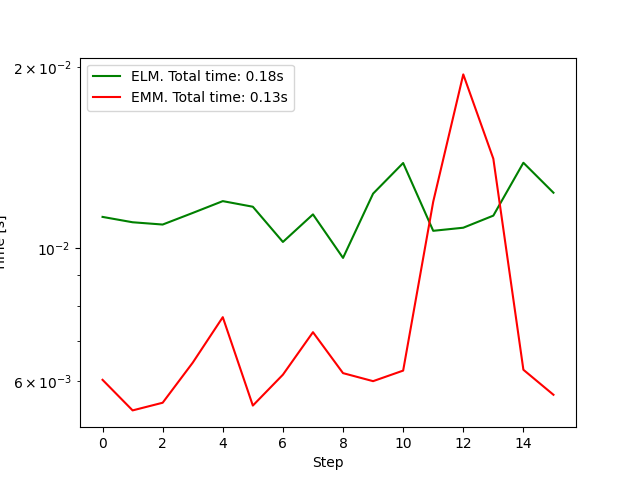 2 × 10⁻²
10⁻²
6 × 10⁻³
ELM. Total time: 0.18s
EMM. Total time: 0.13s
0 2 4 6 8 10 12 14
Step